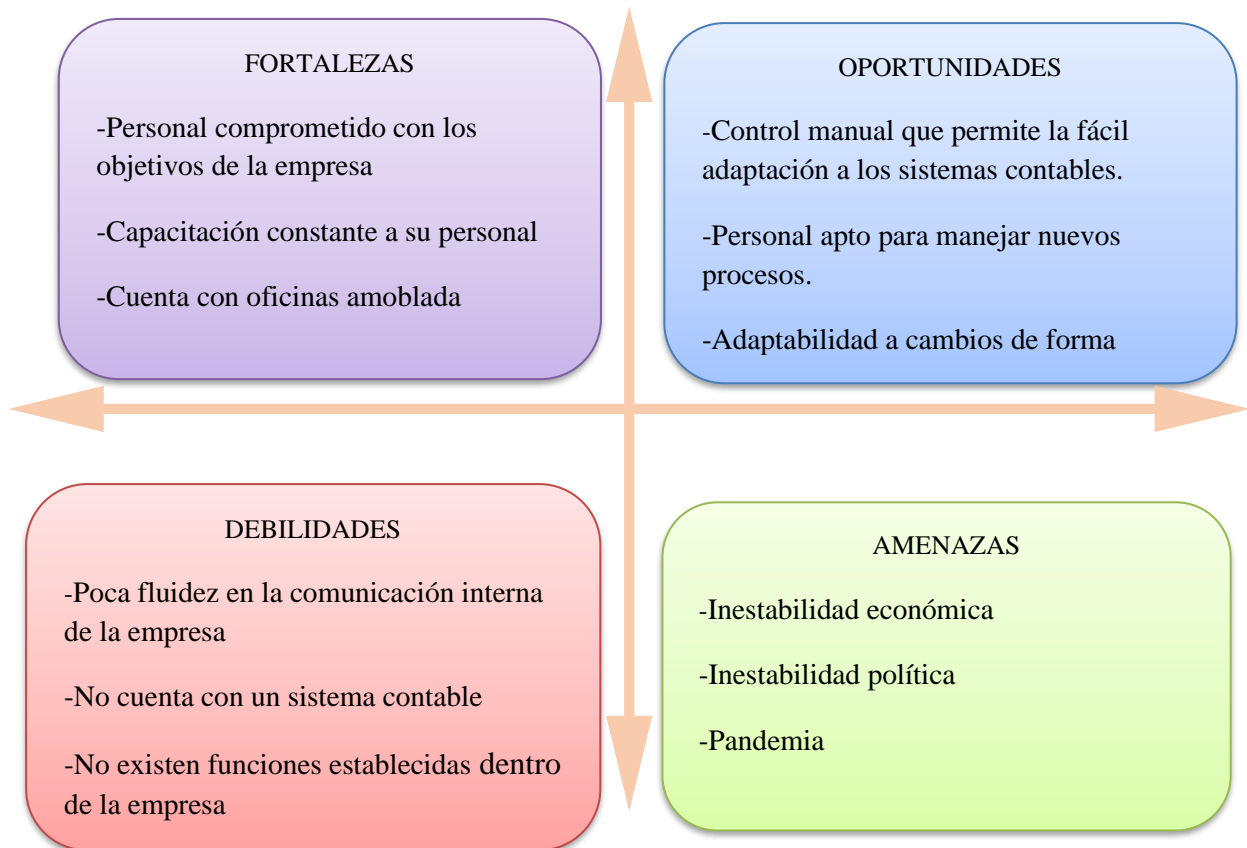 FORTALEZAS
-Personal comprometido con los
objetivos de la empresa
-Capacitación constante a su personal
-Cuenta con oficinas amoblada
OPORTUNIDADES
-Control manual que permite la fácil
adaptación a los sistemas contables.
-Personal apto para manejar nuevos
procesos.
-Adaptabilidad a cambios de forma
DEBILIDADES
-Poca fluidez en la comunicación interna
de la empresa
-No cuenta con un sistema contable
-No existen funciones establecidas dentro
de la empresa
AMENAZAS
-Inestabilidad económica
-Inestabilidad política
-Pandemia